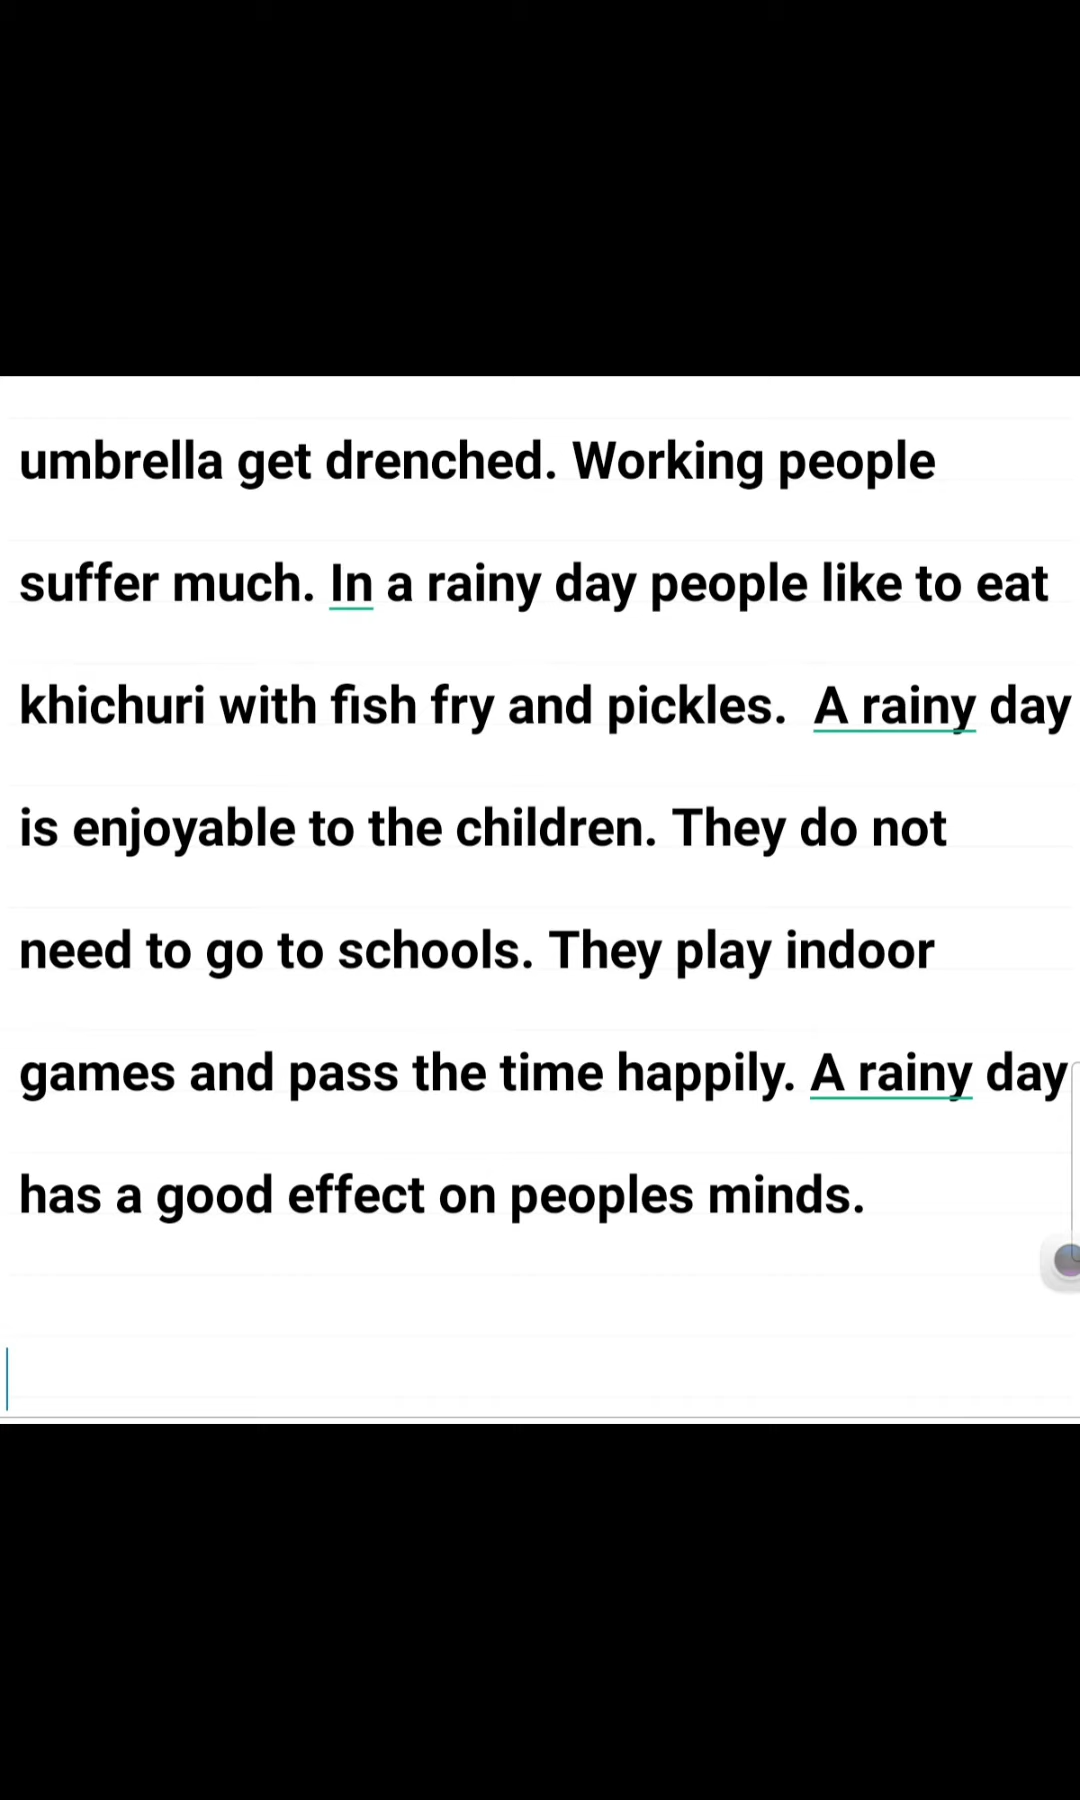 umbrella get drenched. Working people
suffer much. In a rainy day people like to eat
khichuri with fish fry and pickles.  A rainy day
is enjoyable to the children. They do not
need to go to schools. They play indoor
games and pass the time happily. A rainy day
has a good effect on peoples minds.